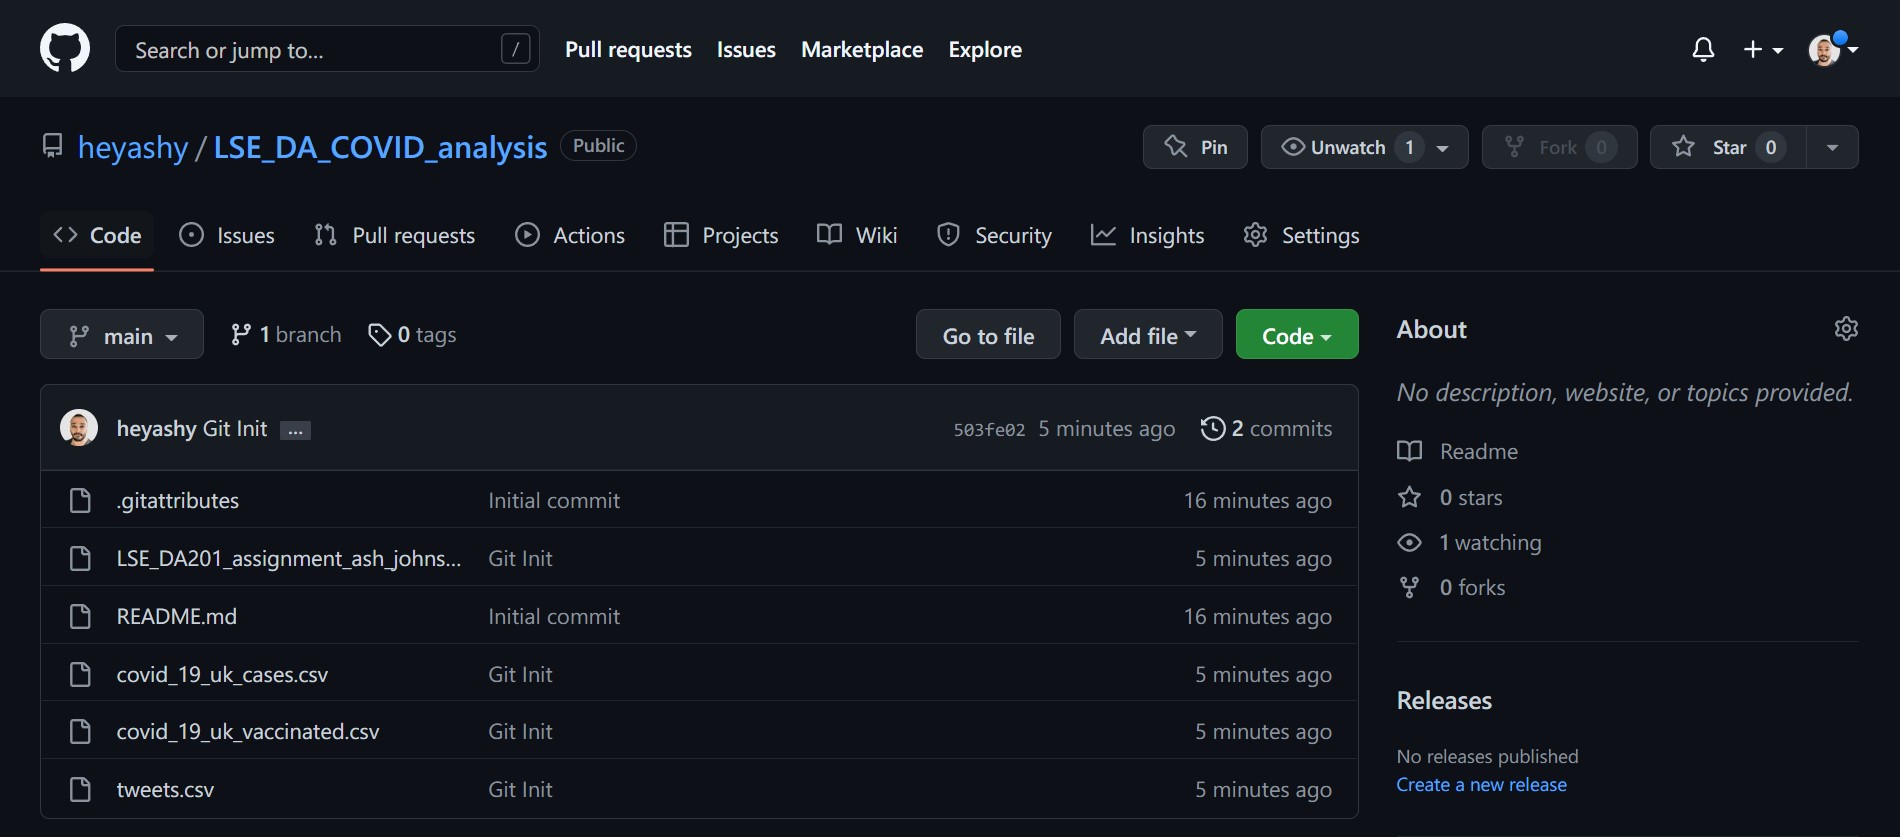 Search or jump to... /
Pull requests Issues Marketplace Explore
heyashy / LSE_DA_COVID_analysis Public
Pin Unwatch 1 Fork 0 Star 0
Code Issues Pull requests Actions Projects Wiki Security Insights Settings
main 1 branch 0 tags Go to file Add file Code
heyashy Git Init ... 503fe02 5 minutes ago 2 commits
.gitattributes Initial commit 16 minutes ago
LSE_DA201_assignment_ash_johns... Git Init 5 minutes ago
README.md Initial commit 16 minutes ago
covid_19_uk_cases.csv Git Init 5 minutes ago
covid_19_uk_vaccinated.csv Git Init 5 minutes ago
tweets.csv Git Init 5 minutes ago
About
No description, website, or topics provided.
Readme
0 stars
1 watching
0 forks
Releases
No releases published
Create a new release